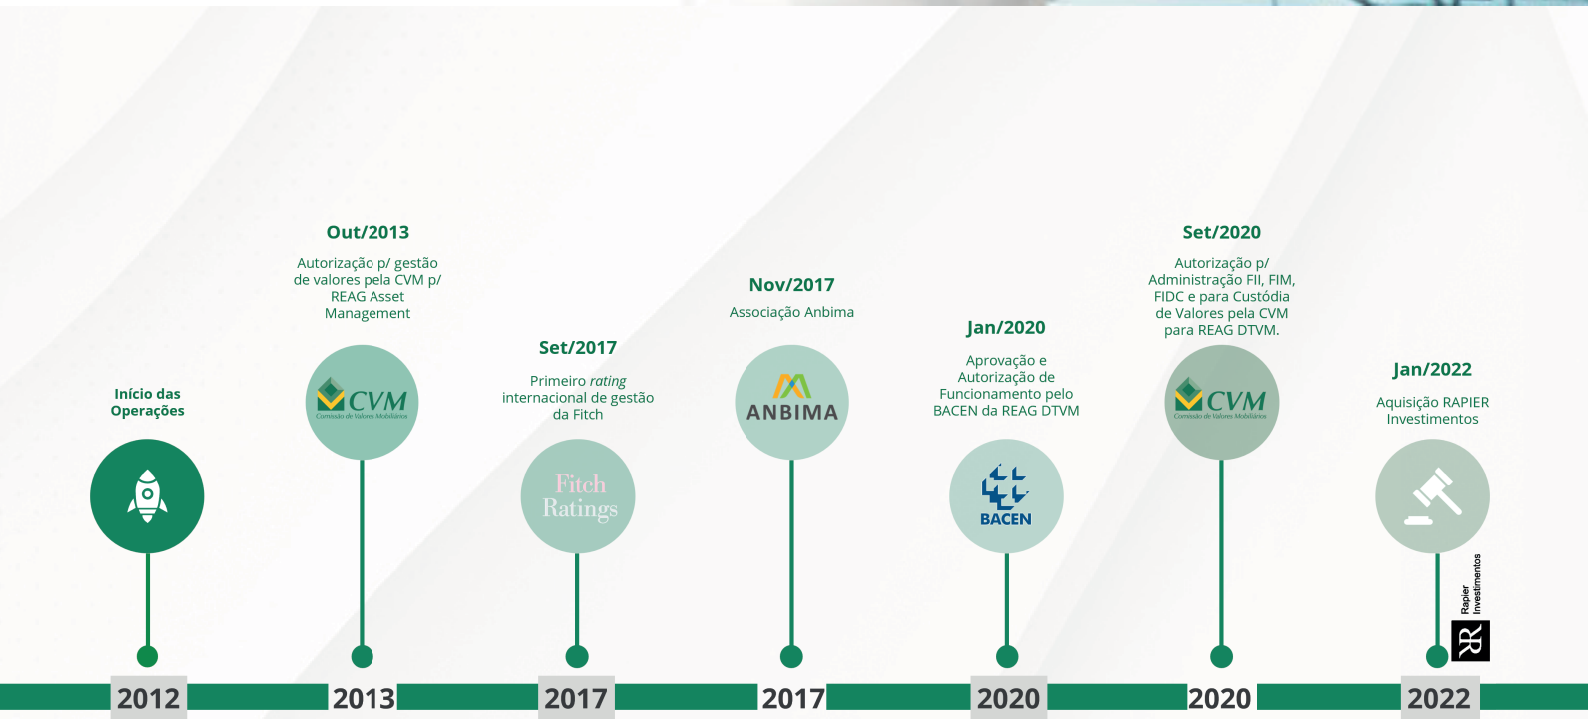 Início das
Operações
Out/2013
Autorização p/ gestão
de valores pela CVM p/
REAG Asset
Management
CVM
Comissão de Valores Mobiliários
Set/2017
Primeiro rating
internacional de gestão
da Fitch
Fitch
Ratings
Nov/2017
Associação Anbima
ANBIMA
Jan/2020
Aprovação e
Autorização de
Funcionamento pelo
BACEN da REAG DTVM
BACEN
Set/2020
Autorização p/
Administração FII, FIM,
FIDC e para Custódia
de Valores pela CVM
para REAG DTVM.
CVM
Comissão de Valores Mobiliários
Jan/2022
Aquisição RAPIER
Investimentos
Rapier
Investimentos
2012
2013
2017
2017
2020
2020
2022